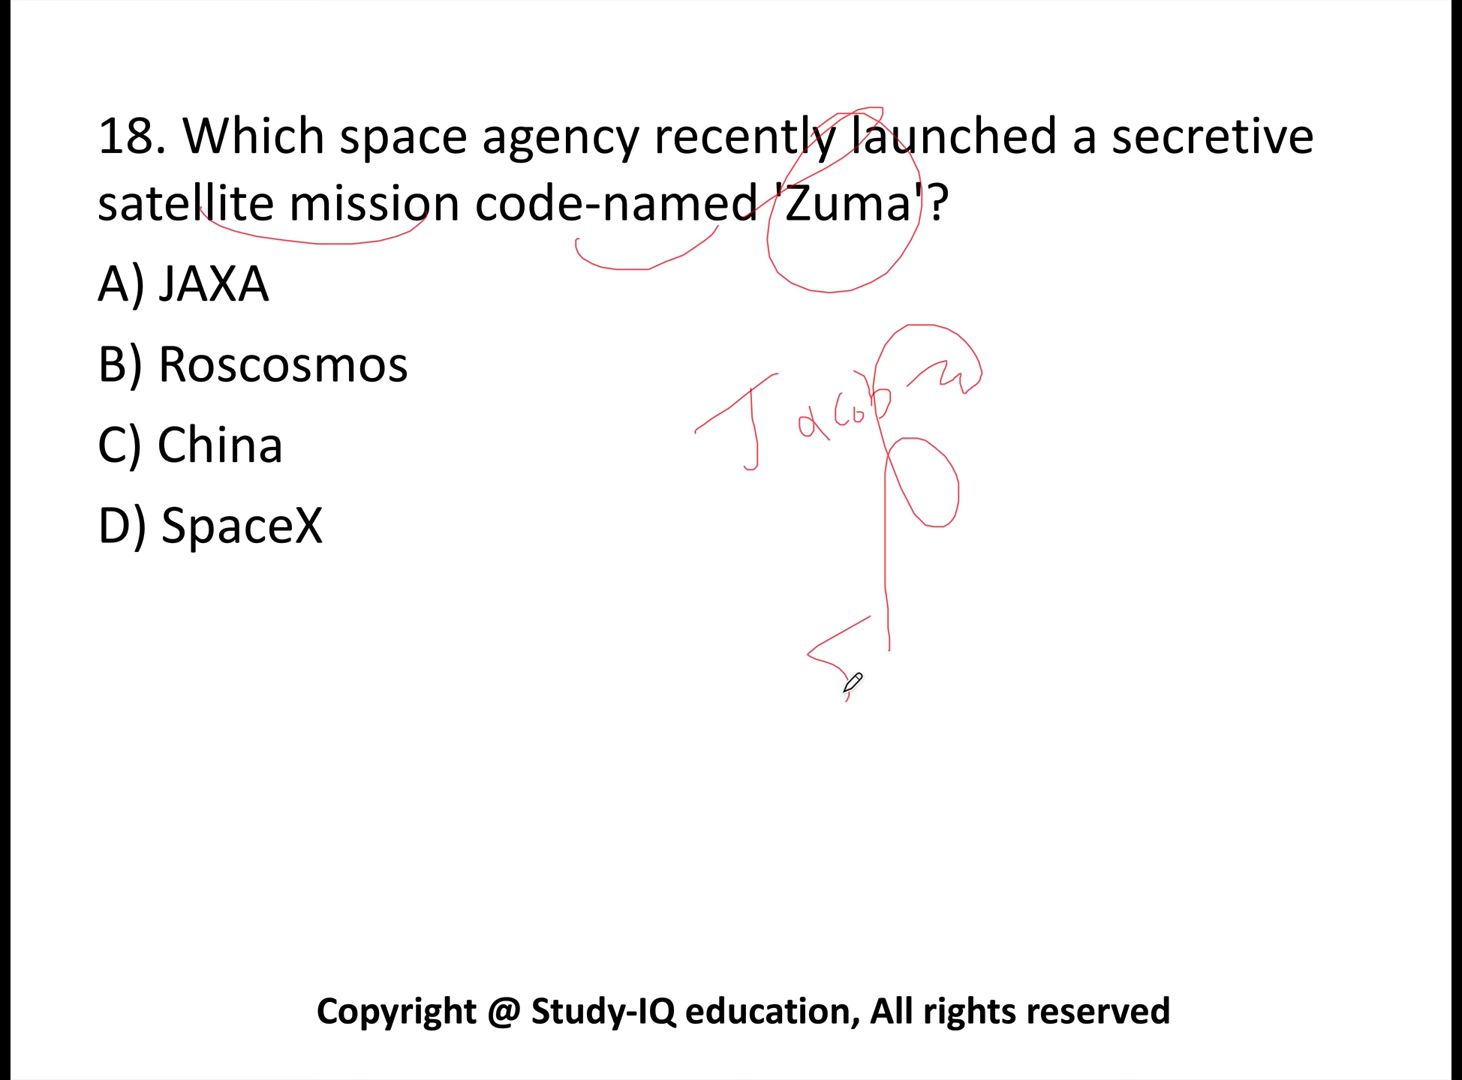 18. Which space agency recently launched a secretive
satellite mission code-named 'Zuma'?
A) JAXA
B) Roscosmos
C) China
D) SpaceX
Copyright @ Study-IQ education, All rights reserved